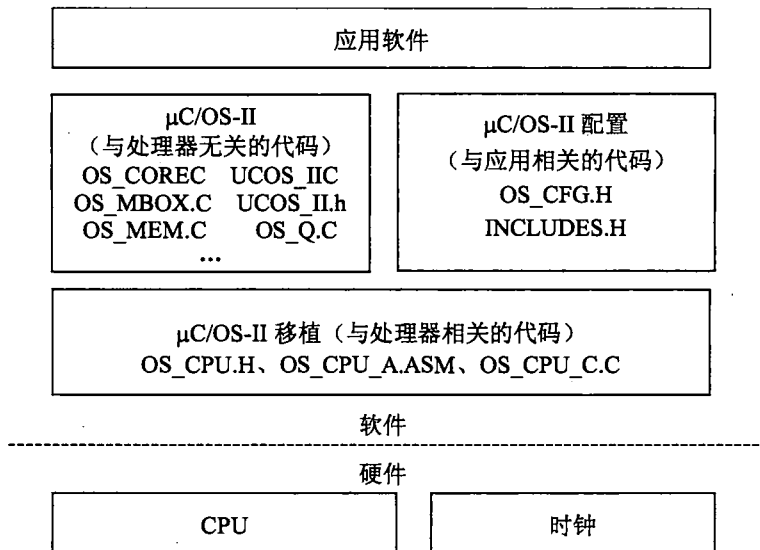 应用软件
μC/OS-II
（与处理器无关的代码）
OS_COREC UCOS_IIC
OS_MBOX.C UCOS_II.h
OS_MEM.C OS_Q.C
...
μC/OS-II 配置
（与应用相关的代码）
OS_CFG.H
INCLUDES.H
μC/OS-II 移植（与处理器相关的代码）
OS_CPU.H、OS_CPU_A.ASM、OS_CPU_C.C
软件
硬件
CPU
时钟